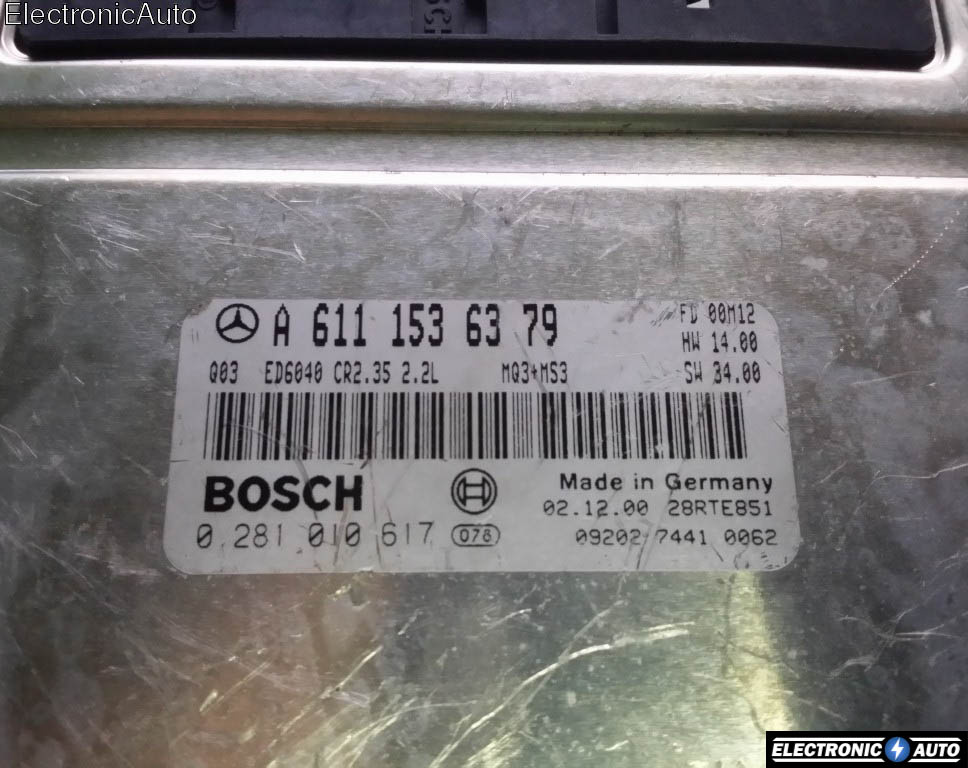 ElectronicAuto
A 611 153 63 79
FD 00M12
HW 14.00
Q03 ED6040 CR2.35 2.2L MQ3+MS3 SW 34.00
BOSCH
Made in Germany
02.12.00 28RTE851
0 281 010 617 078
09202 7441 0062
ELECTRONIC AUTO